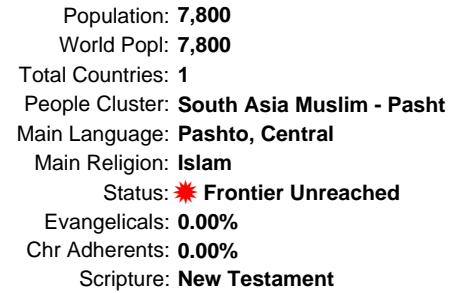 Population: 7,800
World Popl: 7,800
Total Countries: 1
People Cluster: South Asia Muslim - Pasht
Main Language: Pashto, Central
Main Religion: Islam
Status: Frontier Unreached
Evangelicals: 0.00%
Chr Adherents: 0.00%
Scripture: New Testament